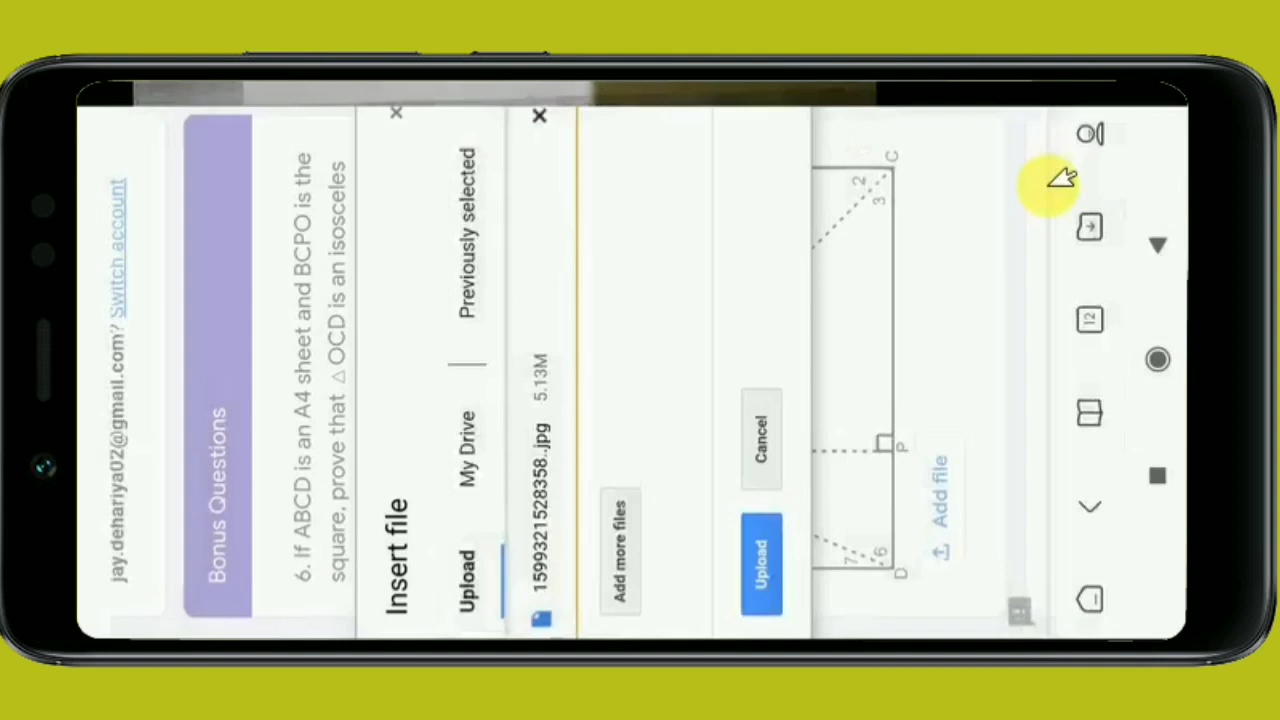 jay.dehariya02@gmail.com? Switch account
Bonus Questions
6. If ABCD is an A4 sheet and BCPO is the
square, prove that △ OCD is an isosceles
Insert file
×
Upload
My Drive
Previously selected
1599321528358..jpg 5.13M
×
Add more files
Upload
Cancel
7
6
2
3
D
P
C
Add file
12